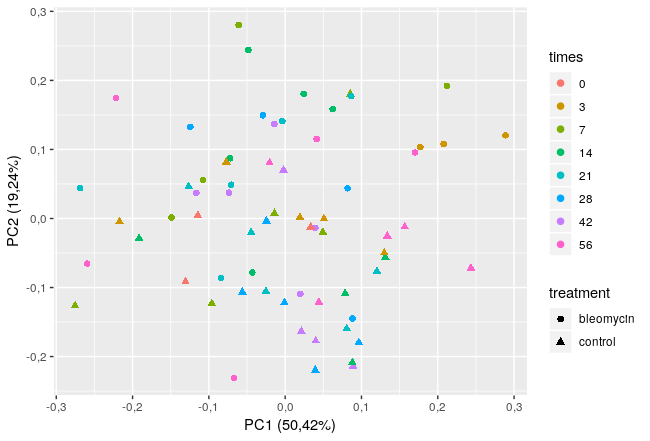 0,3
0,2
0,1
0,0
-0,1
-0,2
PC2 (19,24%)
-0,3 -0,2 -0,1 0,0 0,1 0,2 0,3
PC1 (50,42%)
times
0
3
7
14
21
28
42
56
treatment
bleomycin
control